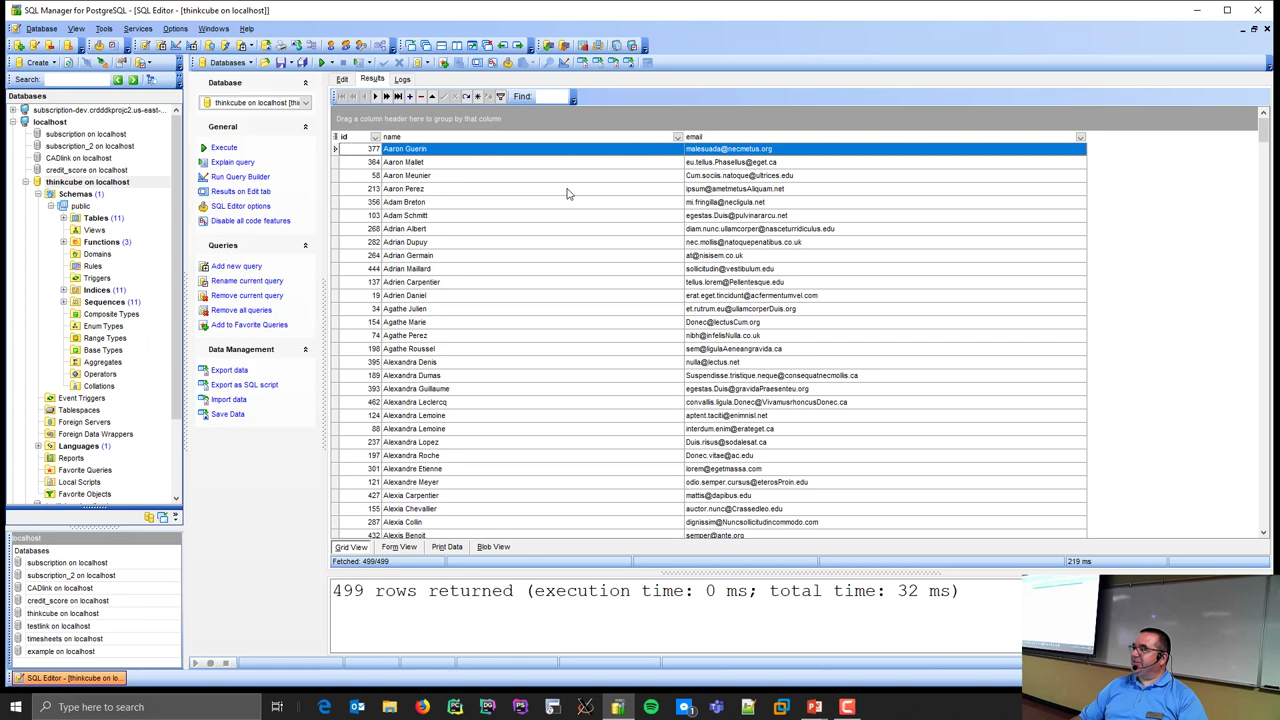 SQL Manager for PostgreSQL - [SQL Editor - [thinkcube on localhost]]
Database View Tools Services Options Windows Help
Create Databases
Search:
Databases
subscription-dev.crdddkprojc2.us-east-...
localhost
subscription on localhost
subscription_2 on localhost
CADlink on localhost
credit_score on localhost
thinkcube on localhost
Schemas (1)
public
Tables (11)
Views
Functions (3)
Domains
Rules
Triggers
Indices (11)
Sequences (11)
Composite Types
Enum Types
Range Types
Base Types
Aggregates
Operators
Collations
Event Triggers
Tablespaces
Foreign Servers
Foreign Data Wrappers
Languages (1)
Reports
Favorite Queries
Local Scripts
Favorite Objects
localhost
Databases
subscription on localhost
subscription_2 on localhost
CADlink on localhost
credit_score on localhost
thinkcube on localhost
testlink on localhost
timesheets on localhost
example on localhost
Database
thinkcube on localhost [thi
General
Execute
Explain query
Run Query Builder
Results on Edit tab
SQL Editor options
Disable all code features
Queries
Add new query
Rename current query
Remove current query
Remove all queries
Add to Favorite Queries
Data Management
Export data
Export as SQL script
Import data
Save Data
Edit Results Logs
Find:
Drag a column header here to group by that column
id name email
377 Aaron Guerin malesuada@necmetus.org
364 Aaron Mallet eu.tellus.Phasellus@eget.ca
58 Aaron Meunier Cum.sociis.natoque@ultrices.edu
213 Aaron Perez ipsum@ametmetusAliquam.net
356 Adam Breton mi.fringilla@necligula.net
103 Adam Schmitt egestas.Duis@pulvinararcu.net
268 Adrian Albert diam.nunc.ullamcorper@nasceturridiculus.edu
282 Adrian Dupuy nec.mollis@natoquepenatibus.co.uk
264 Adrian Germain at@nisisem.co.uk
444 Adrian Maillard sollicitudin@vestibulum.edu
137 Adrien Carpentier tellus.lorem@Pellentesque.edu
19 Adrien Daniel erat.eget.tincidunt@acfermentumvel.com
34 Agathe Julien et.rutrum.eu@ullamcorperDuis.org
154 Agathe Marie Donec@lectusCum.org
74 Agathe Perez nibh@infelisNulla.co.uk
198 Agathe Roussel sem@ligulaAeneangravida.ca
395 Alexandra Denis nulla@lectus.net
189 Alexandra Dumas Suspendisse.tristique.neque@consequatnecmollis.ca
393 Alexandra Guillaume egestas.Duis@gravidaPraesenteu.org
462 Alexandra Leclercq convallis.ligula.Donec@VivamusrhoncusDonec.ca
124 Alexandra Lemoine aptent.taciti@enimnisl.net
88 Alexandra Lemoine interdum.enim@erateget.ca
237 Alexandra Lopez Duis.risus@sodalesat.ca
197 Alexandra Roche Donec.vitae@ac.edu
301 Alexandre Etienne lorem@egetmassa.com
121 Alexandre Meyer odio.semper.cursus@eterosProin.edu
427 Alexia Carpentier mattis@dapibus.edu
155 Alexia Chevallier auctor.nunc@Crassedleo.edu
287 Alexia Collin dignissim@Nuncsollicitudincommodo.com
432 Alexis Benoit semper@ante.org
Grid View Form View Print Data Blob View
Fetched: 499/499 219 ms
499 rows returned (execution time: 0 ms; total time: 32 ms)
SQL Editor - [thinkcube on lo...
Type here to search